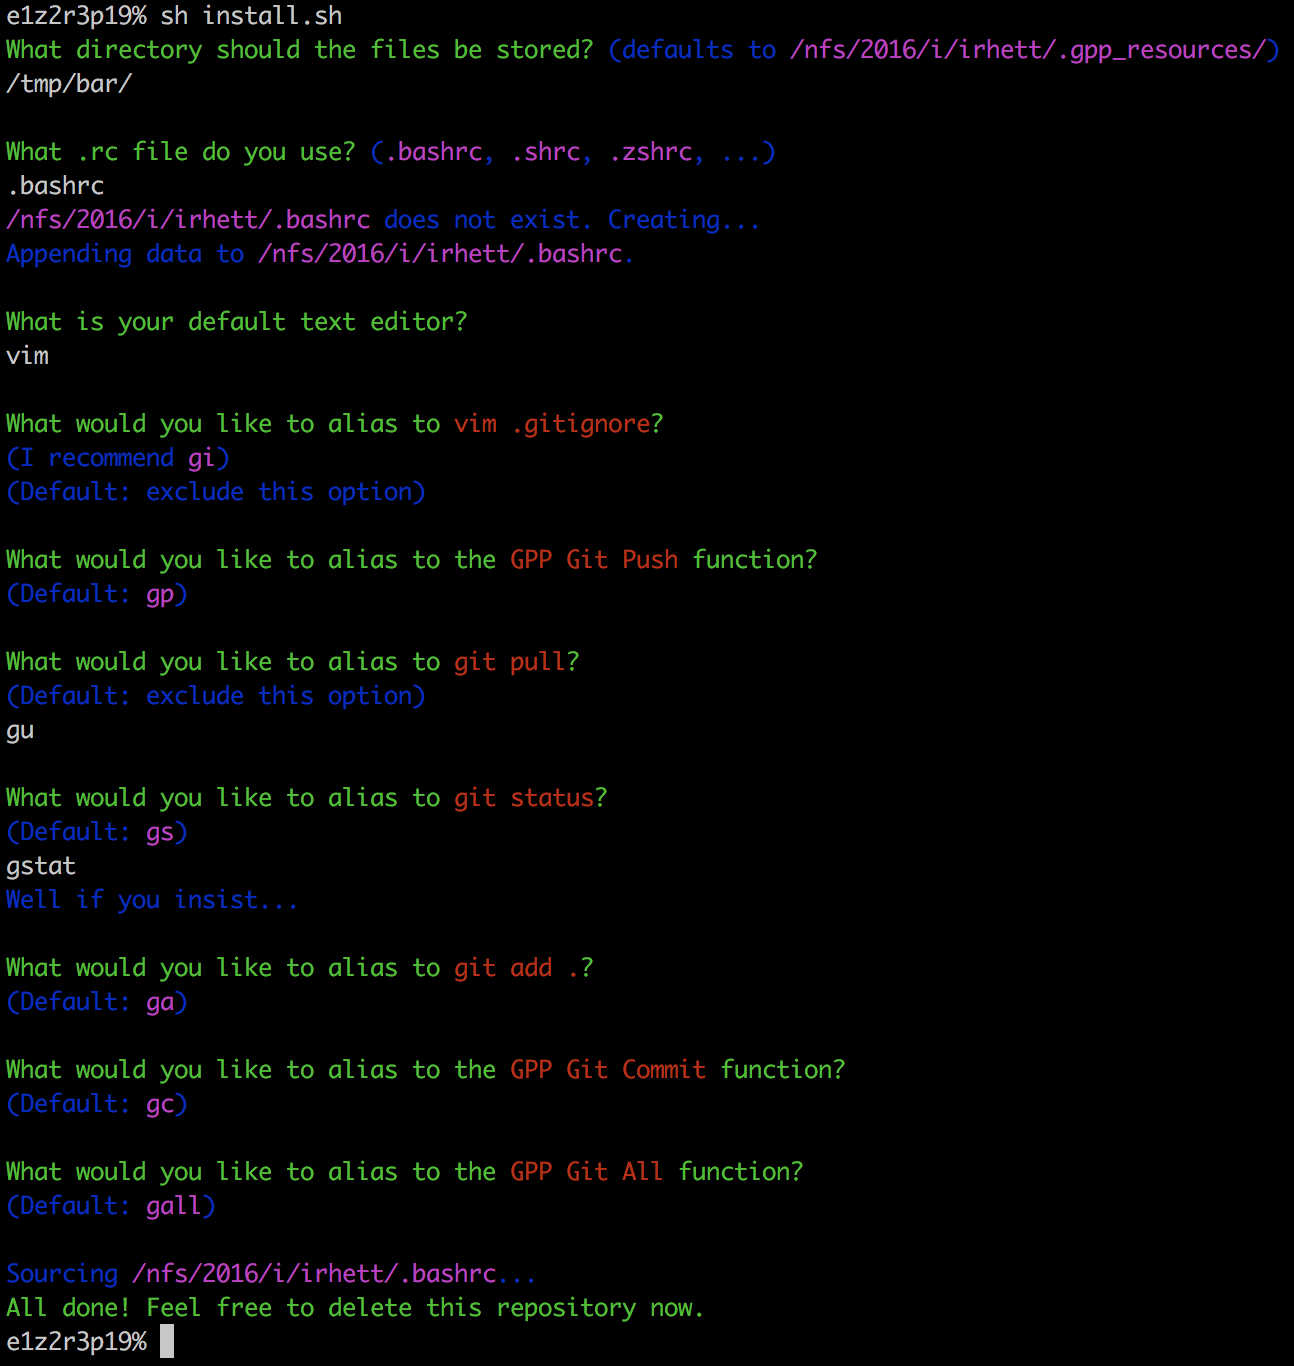 e1z2r3p19% sh install.sh
What directory should the files be stored? (defaults to /nfs/2016/i/irhett/.gpp_resources/)
/tmp/bar/
What .rc file do you use? (.bashrc, .shrc, .zshrc, ...)
.bashrc
/nfs/2016/i/irhett/.bashrc does not exist. Creating...
Appending data to /nfs/2016/i/irhett/.bashrc.
What is your default text editor?
vim
What would you like to alias to vim .gitignore?
(I recommend gi)
(Default: exclude this option)
What would you like to alias to the GPP Git Push function?
(Default: gp)
What would you like to alias to git pull?
(Default: exclude this option)
gu
What would you like to alias to git status?
(Default: gs)
gstat
Well if you insist...
What would you like to alias to git add .?
(Default: ga)
What would you like to alias to the GPP Git Commit function?
(Default: gc)
What would you like to alias to the GPP Git All function?
(Default: gall)
Sourcing /nfs/2016/i/irhett/.bashrc...
All done! Feel free to delete this repository now.
e1z2r3p19%